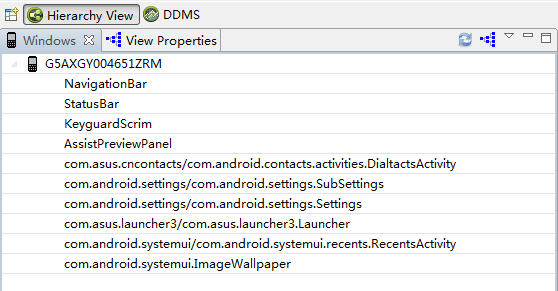 Hierarchy View DDMS
Windows View Properties
G5AXGY004651ZRM
NavigationBar
StatusBar
KeyguardScrim
AssistPreviewPanel
com.asus.cncontacts/com.android.contacts.activities.DialtactsActivity
com.android.settings/com.android.settings.SubSettings
com.android.settings/com.android.settings.Settings
com.asus.launcher3/com.asus.launcher3.Launcher
com.android.systemui/com.android.systemui.recents.RecentsActivity
com.android.systemui.ImageWallpaper